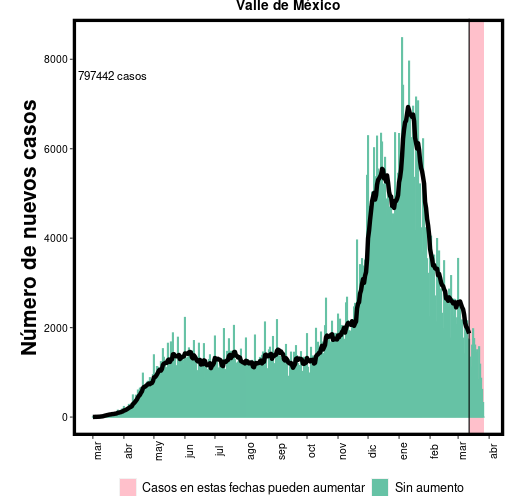 Valle de México
797442 casos
Número de nuevos casos
8000
6000
4000
2000
0
mar
abr
may
jun
jul
ago
sep
oct
nov
dic
ene
feb
mar
abr
Casos en estas fechas pueden aumentar
Sin aumento